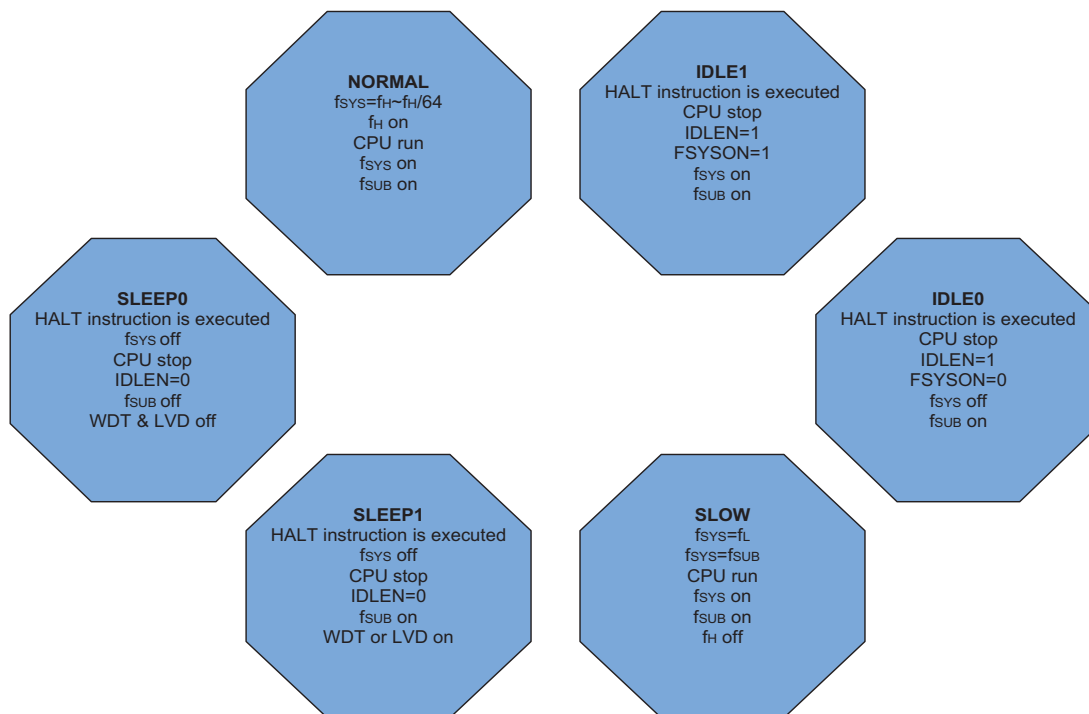 NORMAL
fSYS=fH~fH/64
fH on
CPU run
fSYS on
fSUB on
IDLE1
HALT instruction is executed
CPU stop
IDLEN=1
FSYSON=1
fSYS on
fSUB on
SLEEP0
HALT instruction is executed
fSYS off
CPU stop
IDLEN=0
fSUB off
WDT & LVD off
IDLE0
HALT instruction is executed
CPU stop
IDLEN=1
FSYSON=0
fSYS off
fSUB on
SLEEP1
HALT instruction is executed
fSYS off
CPU stop
IDLEN=0
fSUB on
WDT or LVD on
SLOW
fSYS=fL
fSYS=fSUB
CPU run
fSYS on
fSUB on
fH off